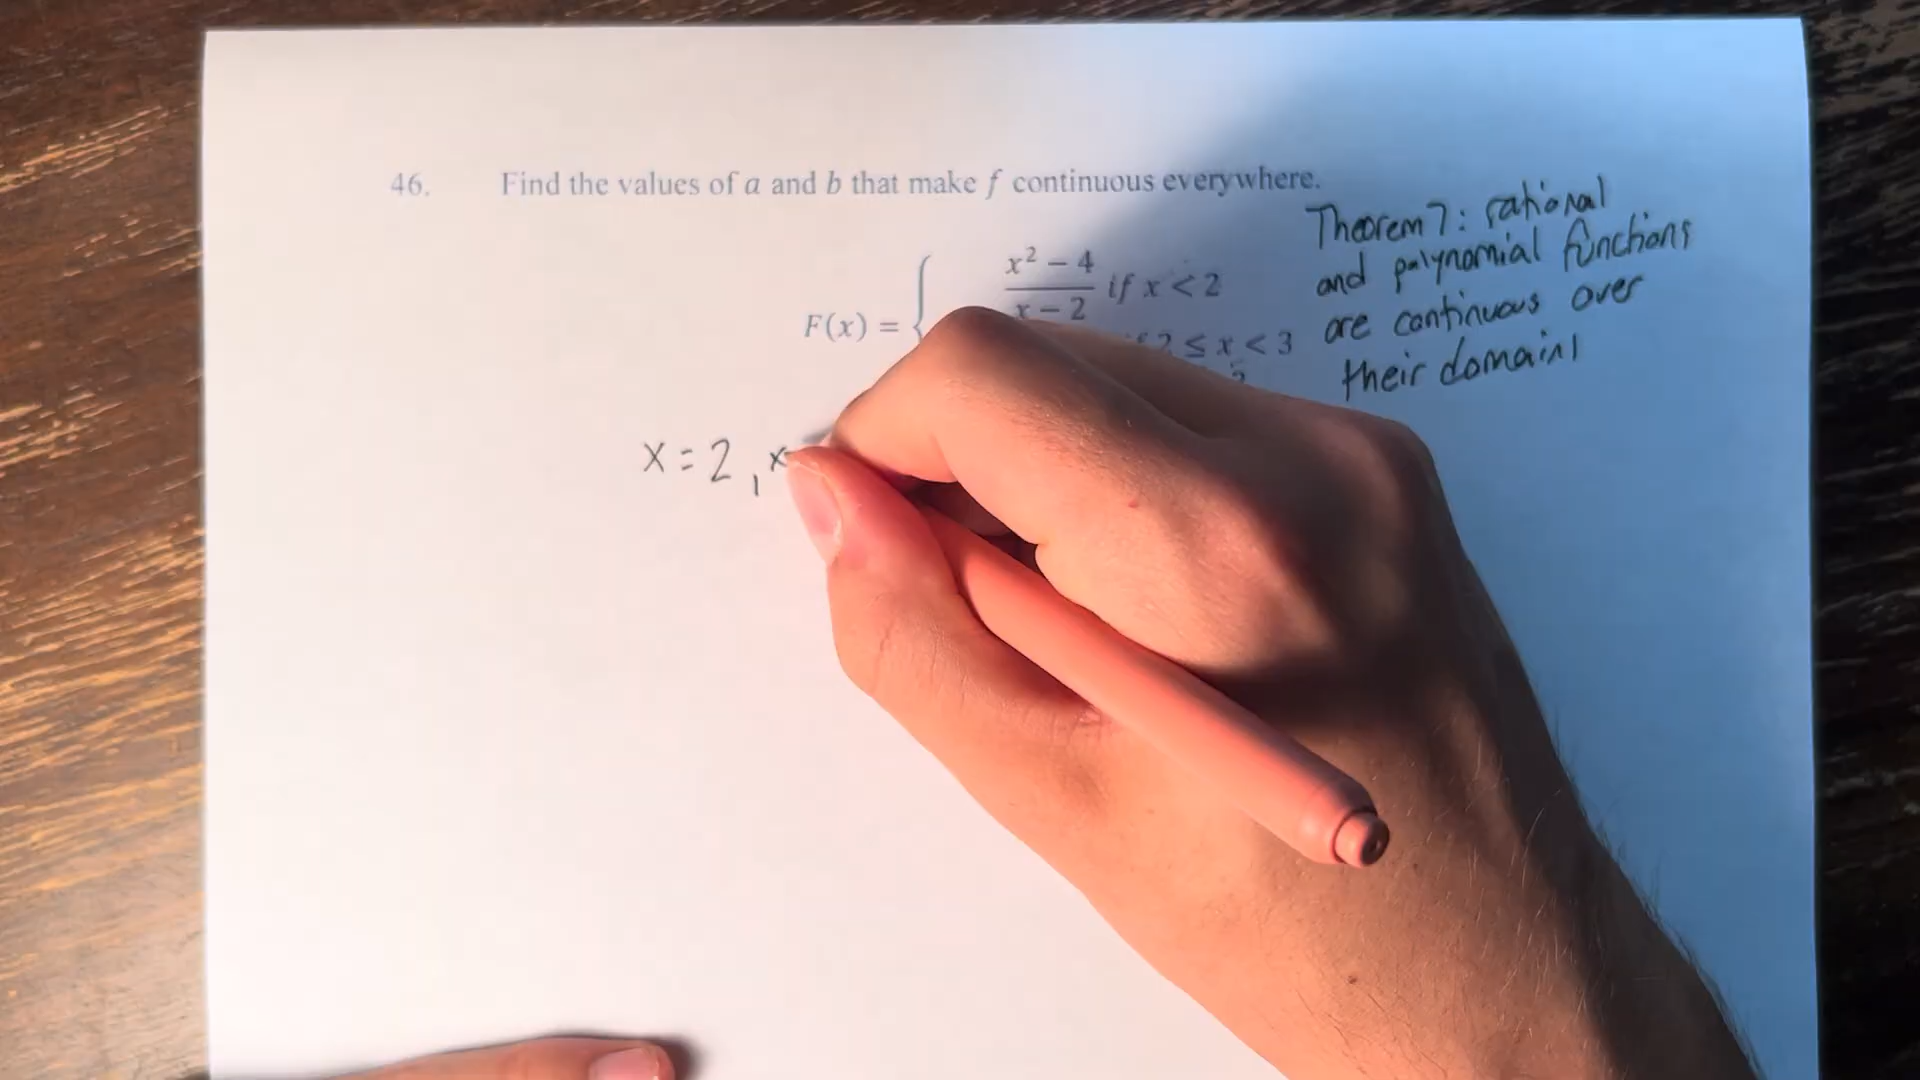 46. Find the values of a and b that make f continuous everywhere.
F(x) = { x² − 4 / x − 2 if x < 2
2 ≤ x < 3
Theorem 7: rational
and polynomial functions
are continuous over
their domain!
x = 2, x